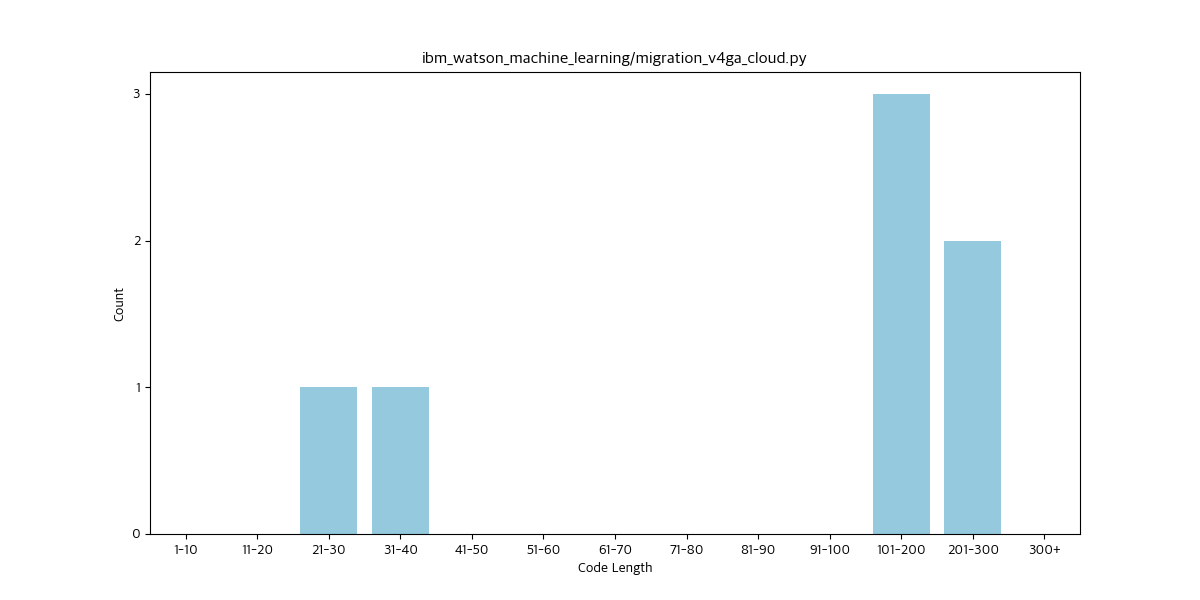 ibm_watson_machine_learning/migration_v4ga_cloud.py
3
2
1
0
Count
1-10 11-20 21-30 31-40 41-50 51-60 61-70 71-80 81-90 91-100 101-200 201-300 300+
Code Length